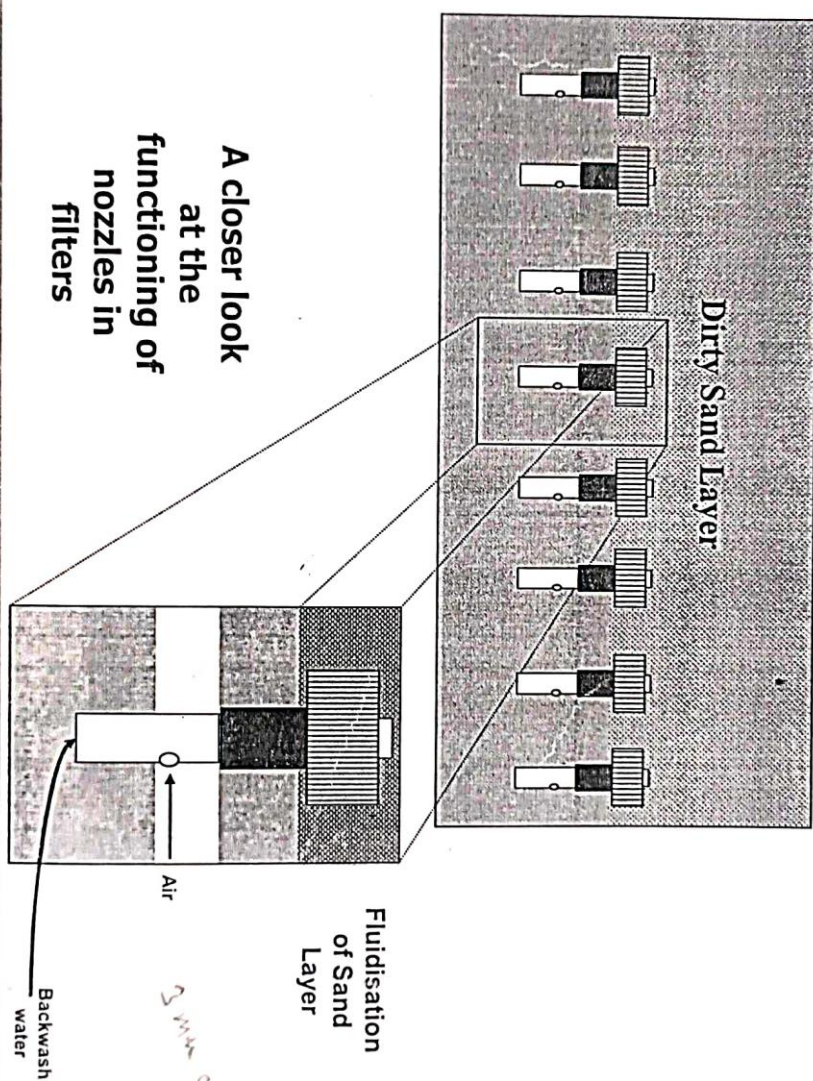 Dirty Sand Layer
A closer look
at the
functioning of
nozzles in
filters
Fluidisation
of Sand
Layer
Air
Backwash
water